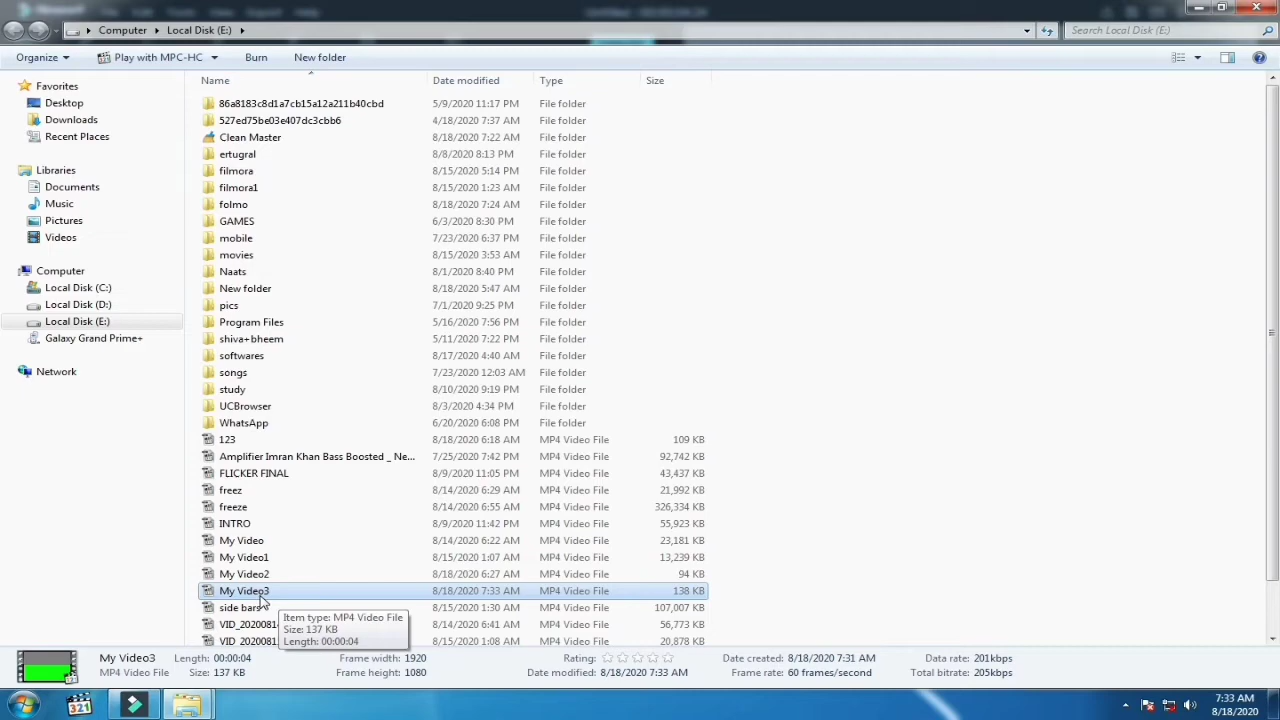 Computer Local Disk (E:)
Search Local Disk (E:)
Organize Play with MPC-HC Burn New folder
Favorites
Desktop
Downloads
Recent Places
Libraries
Documents
Music
Pictures
Videos
Computer
Local Disk (C:)
Local Disk (D:)
Local Disk (E:)
Galaxy Grand Prime+
Network
Name Date modified Type Size
86a8183c8d1a7cb15a12a211b40cbd 5/9/2020 11:17 PM File folder
527ed75be03e407dc3cbb6 4/18/2020 7:37 AM File folder
Clean Master 8/18/2020 7:22 AM File folder
ertugral 8/8/2020 8:13 PM File folder
filmora 8/15/2020 5:14 PM File folder
filmora1 8/15/2020 1:23 AM File folder
folmo 8/18/2020 7:24 AM File folder
GAMES 6/3/2020 8:30 PM File folder
mobile 7/23/2020 6:37 PM File folder
movies 8/15/2020 3:53 AM File folder
Naats 8/1/2020 8:40 PM File folder
New folder 8/18/2020 5:47 AM File folder
pics 7/1/2020 9:25 PM File folder
Program Files 5/16/2020 7:56 PM File folder
shiva+bheem 5/11/2020 7:22 PM File folder
softwares 8/17/2020 4:40 AM File folder
songs 7/23/2020 12:03 AM File folder
study 8/10/2020 9:19 PM File folder
UCBrowser 8/3/2020 4:34 PM File folder
WhatsApp 6/20/2020 6:08 PM File folder
123 8/18/2020 6:18 AM MP4 Video File 109 KB
Amplifier Imran Khan Bass Boosted _ Ne... 7/25/2020 7:42 PM MP4 Video File 92,742 KB
FLICKER FINAL 8/9/2020 11:05 PM MP4 Video File 43,437 KB
freez 8/14/2020 6:29 AM MP4 Video File 21,992 KB
freeze 8/14/2020 6:55 AM MP4 Video File 326,334 KB
INTRO 8/9/2020 11:42 PM MP4 Video File 55,923 KB
My Video 8/14/2020 6:22 AM MP4 Video File 23,181 KB
My Video1 8/15/2020 1:07 AM MP4 Video File 13,239 KB
My Video2 8/18/2020 6:27 AM MP4 Video File 94 KB
My Video3 8/18/2020 7:33 AM MP4 Video File 138 KB
side bars 8/15/2020 1:30 AM MP4 Video File 107,007 KB
VID_2020081 8/14/2020 6:41 AM MP4 Video File 56,773 KB
VID_2020081 8/15/2020 1:08 AM MP4 Video File 20,878 KB
Item type: MP4 Video File
Size: 137 KB
Length: 00:00:04
My Video3 Length: 00:00:04 Frame width: 1920 Rating: Date created: 8/18/2020 7:31 AM Data rate: 201kbps
MP4 Video File Size: 137 KB Frame height: 1080 Date modified: 8/18/2020 7:33 AM Frame rate: 60 frames/second Total bitrate: 205kbps
321
7:33 AM
8/18/2020